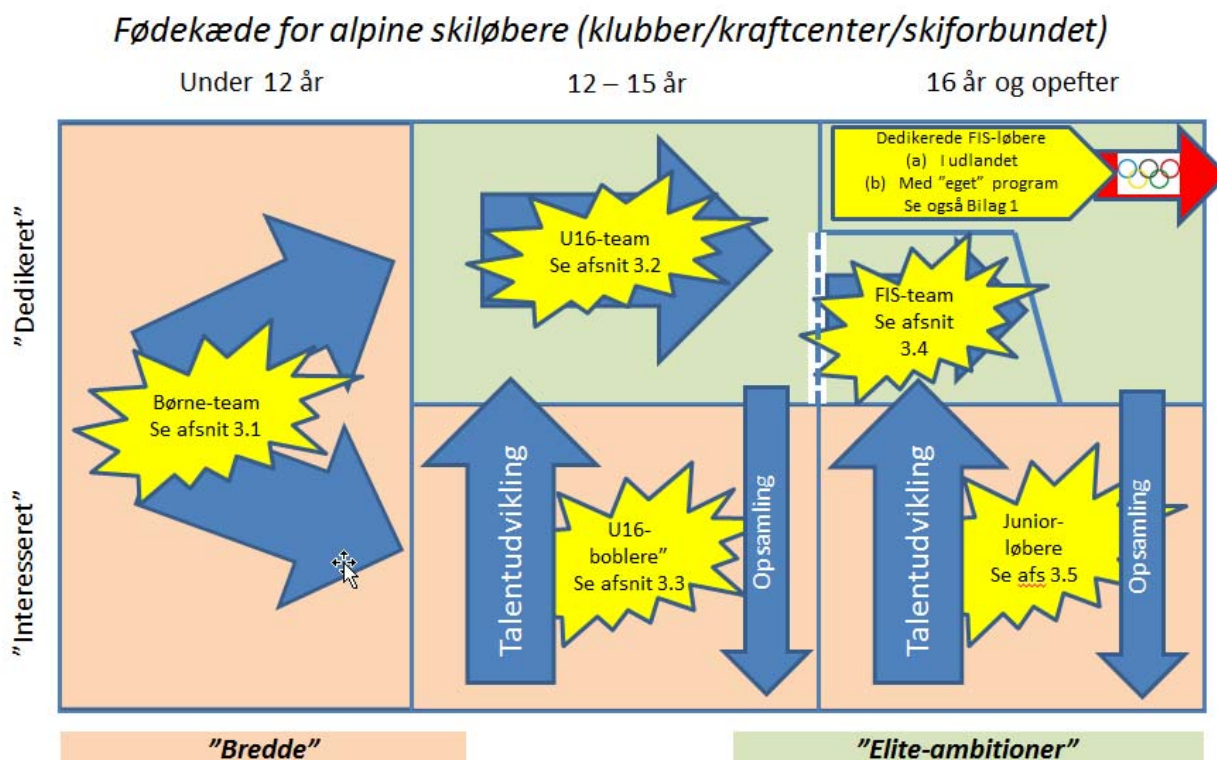 Fødekæde for alpine skiløbere (klubber/kraftcenter/skiforbundet)
Under 12 år
12 – 15 år
16 år og opefter
”Dedikeret”
”Interesseret”
Børne-team
Se afsnit 3.1
U16-team
Se afsnit 3.2
Dedikerede FIS-løbere
(a) I udlandet
(b) Med ”eget” program
Se også Bilag 1
FIS-team
Se afsnit
3.4
Talentudvikling
U16-
boblere”
Se afsnit 3.3
Opsamling
Talentudvikling
Junior-
løbere
Se afs 3.5
Opsamling
”Bredde”
”Elite-ambitioner”